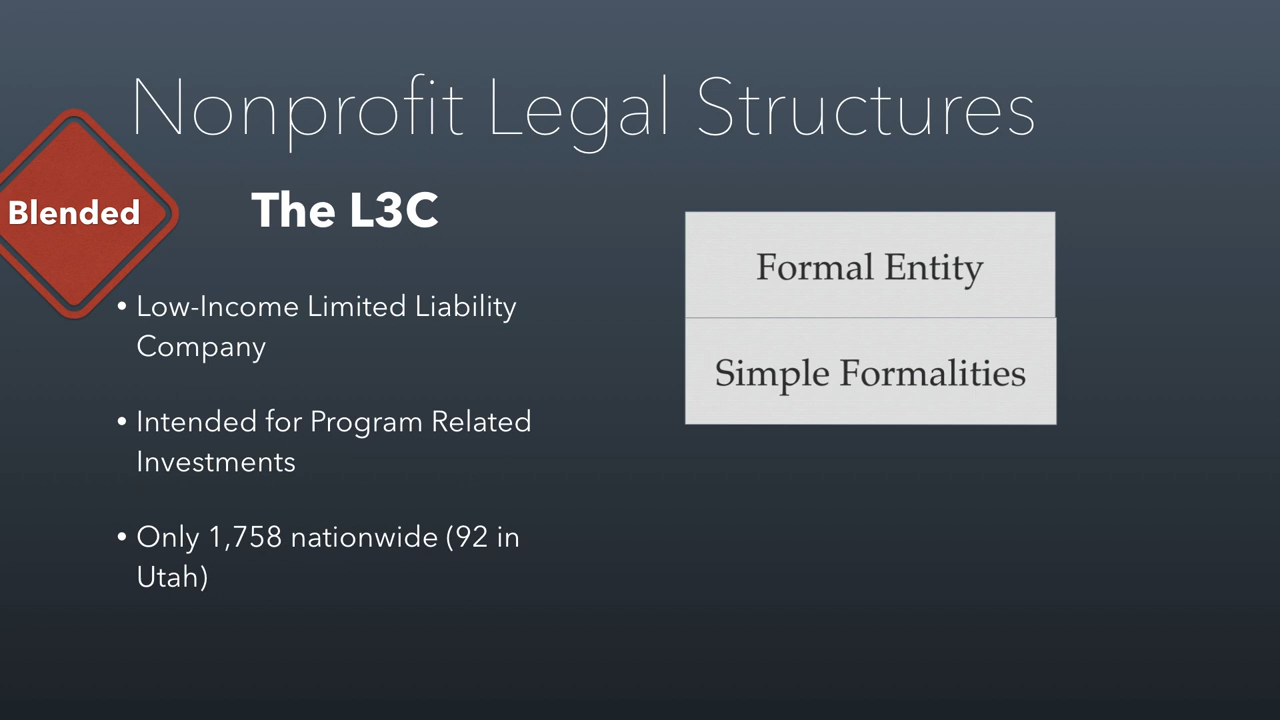 Nonprofit Legal Structures
Blended
The L3C
• Low-Income Limited Liability
Company
• Intended for Program Related
Investments
• Only 1,758 nationwide (92 in
Utah)
Formal Entity
Simple Formalities